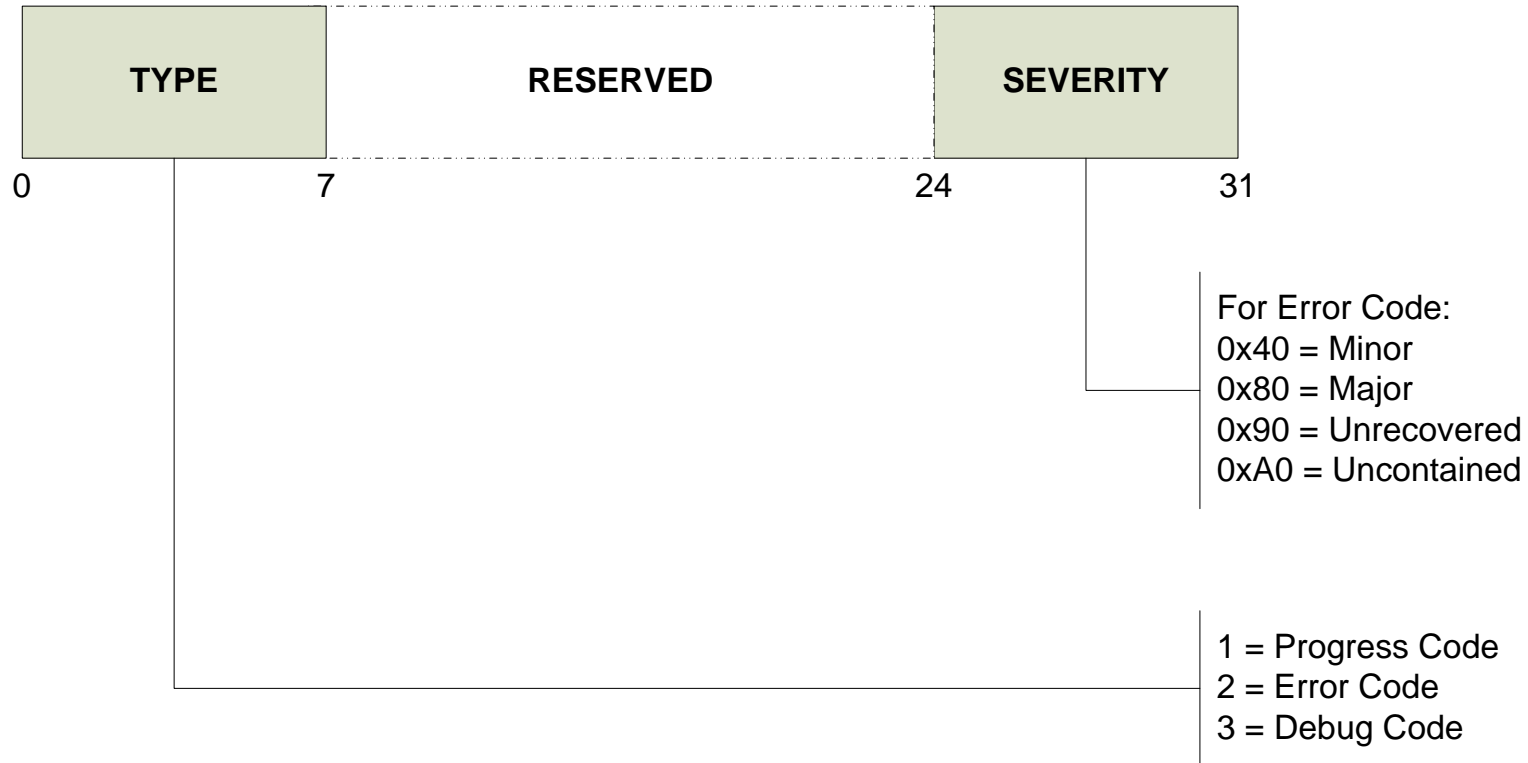 TYPE RESERVED SEVERITY
0 7 24 31
For Error Code:
0x40 = Minor
0x80 = Major
0x90 = Unrecovered
0xA0 = Uncontained
1 = Progress Code
2 = Error Code
3 = Debug Code